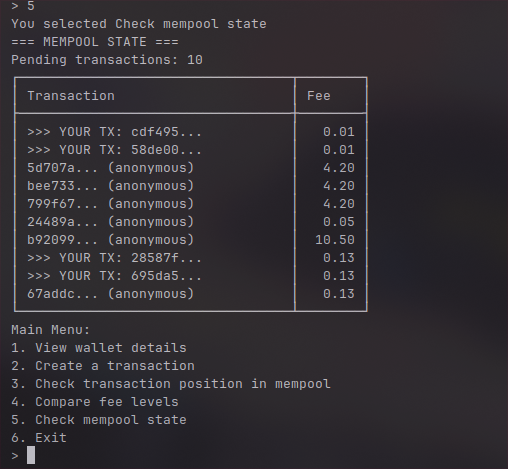 > 5
You selected Check mempool state
=== MEMPOOL STATE ===
Pending transactions: 10
Transaction Fee
>>> YOUR TX: cdf495... 0.01
>>> YOUR TX: 58de00... 0.01
5d707a... (anonymous) 4.20
bee733... (anonymous) 4.20
799f67... (anonymous) 4.20
24489a... (anonymous) 0.05
b92099... (anonymous) 10.50
>>> YOUR TX: 28587f... 0.13
>>> YOUR TX: 695da5... 0.13
67addc... (anonymous) 0.13
Main Menu:
1. View wallet details
2. Create a transaction
3. Check transaction position in mempool
4. Compare fee levels
5. Check mempool state
6. Exit
>